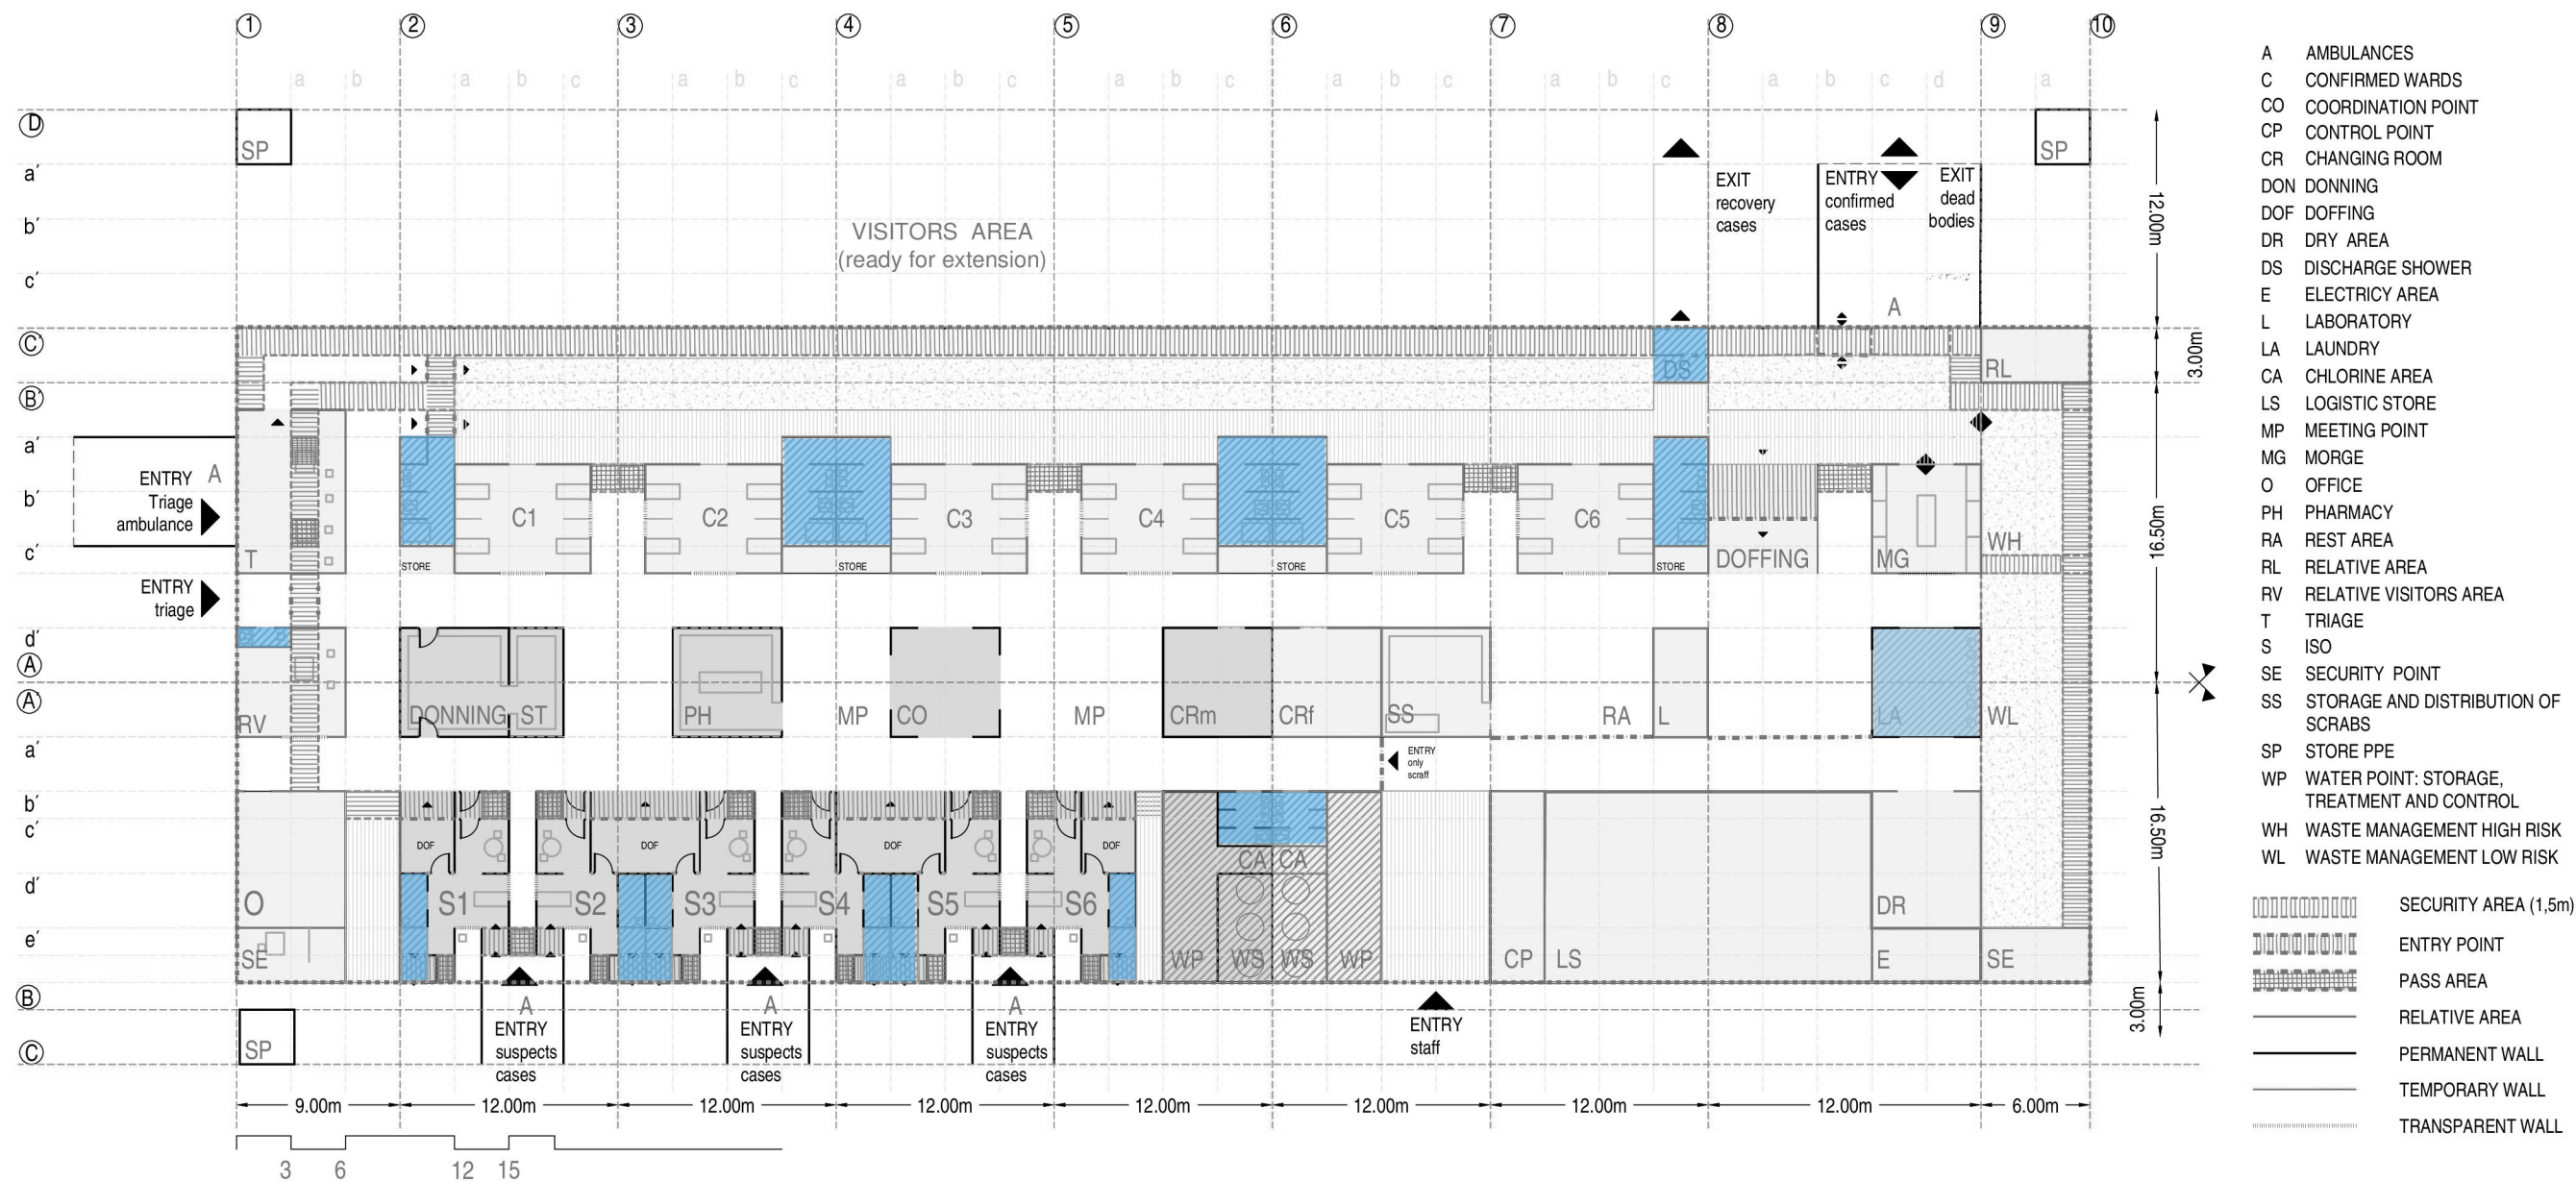 1 2 3 4 5 6 7 8 9 10
a b a b c a b c a b c a b c a b c a b c a b c d a
D
SP
SP
a'
EXIT
recovery
cases
ENTRY
confirmed
cases
EXIT
dead
bodies
b'
VISITORS AREA
(ready for extension)
c'
A
C
DS
RL
B'
a'
ENTRY A
Triage
ambulance
b'
C1 C2 C3 C4 C5 C6
WH
c'
T
STORE STORE STORE STORE
DOFFING
MG
ENTRY
triage
d'
A
A'
RV
DONNING ST PH MP CO MP CRm CRf SS RA L LA WL
a'
ENTRY
only
scraff
b'
c'
DOF DOF DOF DOF
CA CA
d'
O
S1 S2 S3 S4 S5 S6
DR
e'
SE
WP WS WS WP
CP LS E SE
B
A A A
ENTRY
suspects
cases
ENTRY
suspects
cases
ENTRY
suspects
cases
ENTRY
staff
C
SP
9.00m 12.00m 12.00m 12.00m 12.00m 12.00m 12.00m 12.00m 6.00m
3 6 12 15
12.00m
3.00m
16.50m
16.50m
3.00m
A AMBULANCES
C CONFIRMED WARDS
CO COORDINATION POINT
CP CONTROL POINT
CR CHANGING ROOM
DON DONNING
DOF DOFFING
DR DRY AREA
DS DISCHARGE SHOWER
E ELECTRICY AREA
L LABORATORY
LA LAUNDRY
CA CHLORINE AREA
LS LOGISTIC STORE
MP MEETING POINT
MG MORGE
O OFFICE
PH PHARMACY
RA REST AREA
RL RELATIVE AREA
RV RELATIVE VISITORS AREA
T TRIAGE
S ISO
SE SECURITY POINT
SS STORAGE AND DISTRIBUTION OF
SCRABS
SP STORE PPE
WP WATER POINT: STORAGE,
TREATMENT AND CONTROL
WH WASTE MANAGEMENT HIGH RISK
WL WASTE MANAGEMENT LOW RISK
SECURITY AREA (1,5m)
ENTRY POINT
PASS AREA
RELATIVE AREA
PERMANENT WALL
TEMPORARY WALL
TRANSPARENT WALL